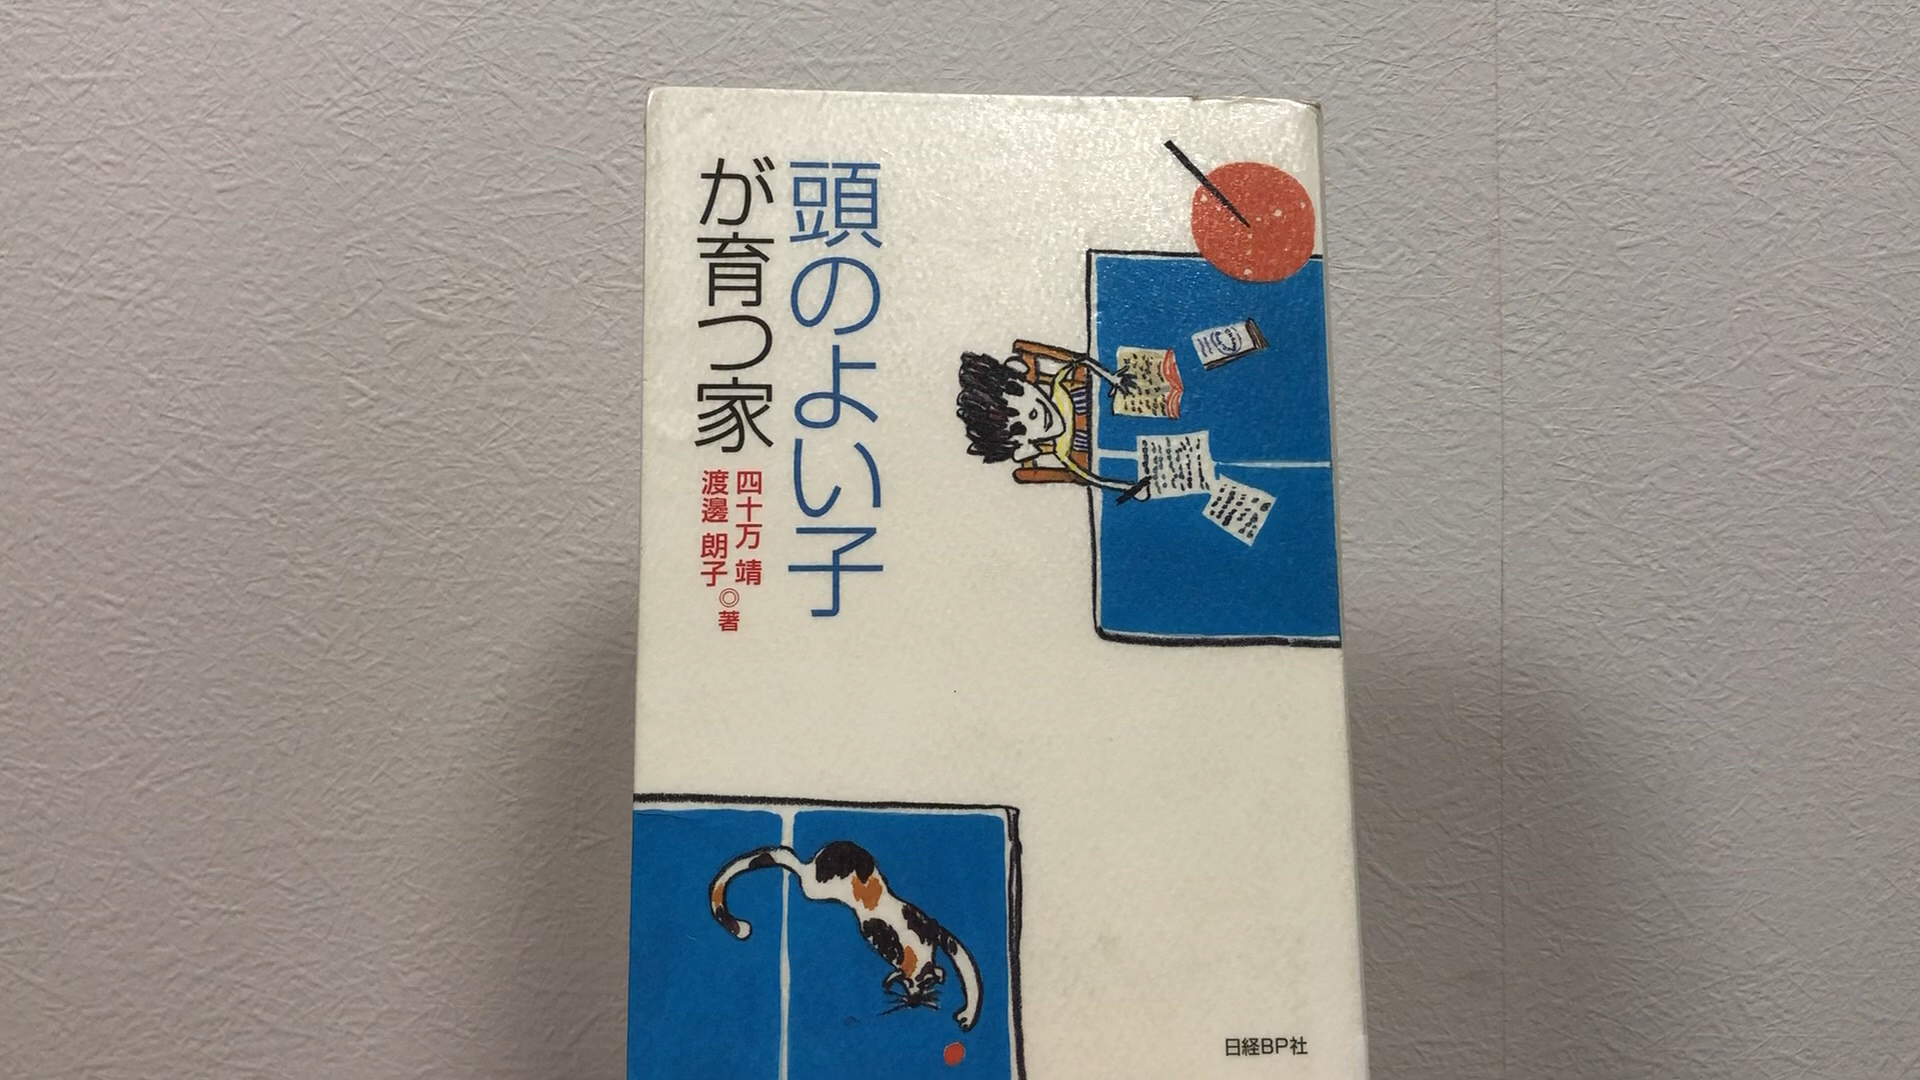 頭のよい子
が育つ家
四十万 靖
渡邊 朗子
◎著
日経BP社